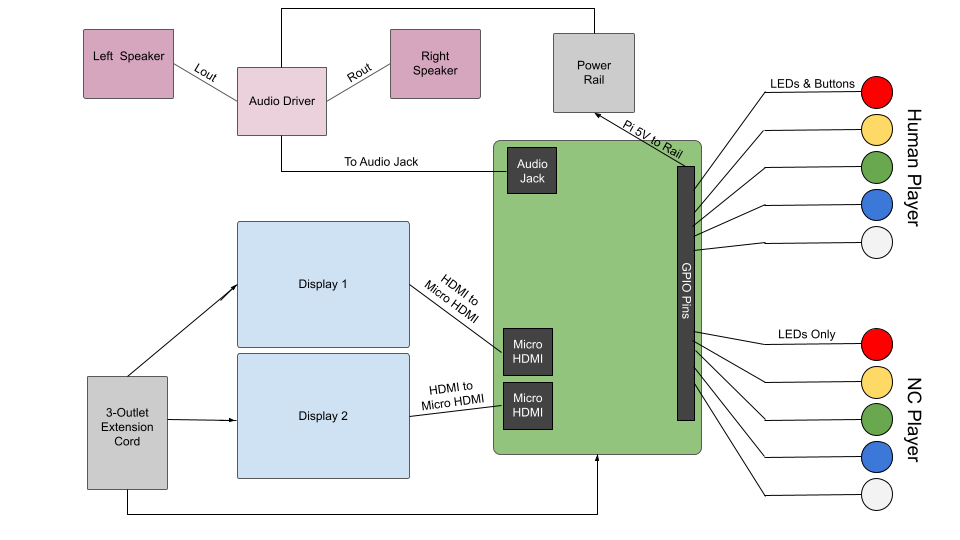 Left Speaker
Lout
Audio Driver
Rout
Right
Speaker
Power
Rail
Pi 5V to Rail
To Audio Jack
Audio
Jack
LEDs & Buttons
Human Player
Display 1
HDMI to
Micro HDMI
Micro
HDMI
GPIO Pins
LEDs Only
3-Outlet
Extension
Cord
Display 2
HDMI to
Micro HDMI
Micro
HDMI
NC Player